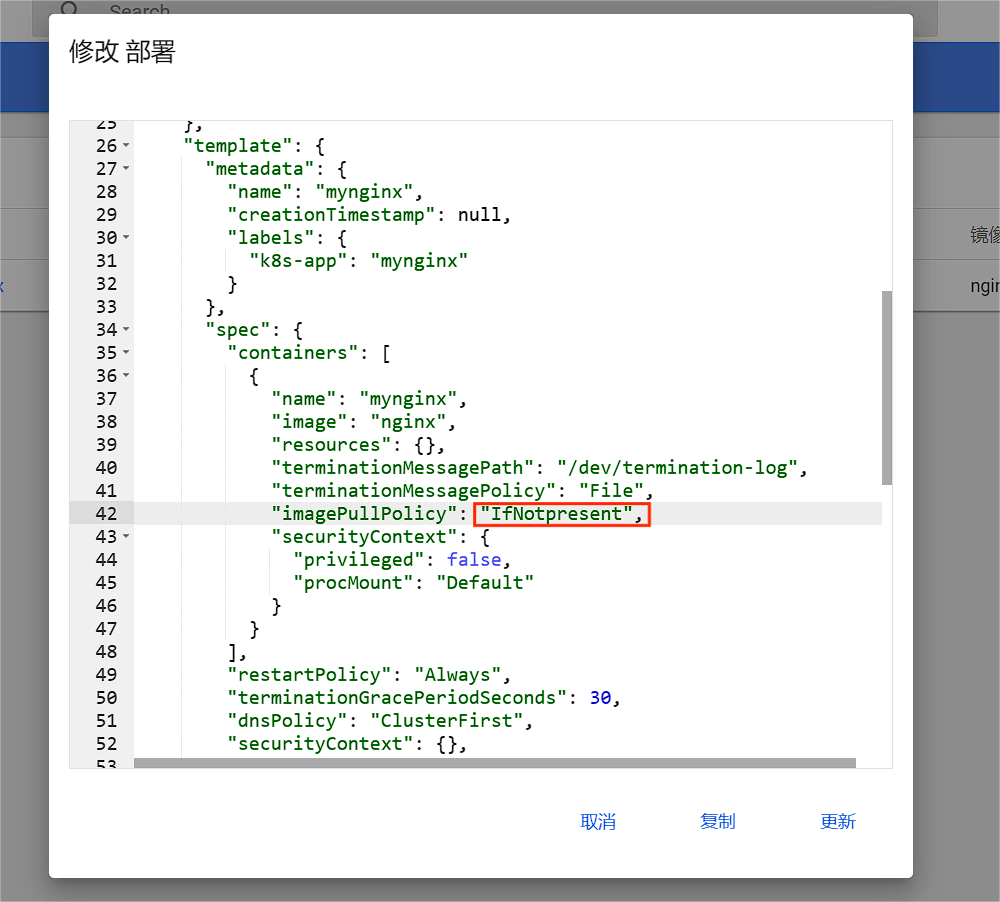 Search
修改 部署
25 },
26 "template": {
27 "metadata": {
28 "name": "mynginx",
29 "creationTimestamp": null,
30 "labels": {
31 "k8s-app": "mynginx"
32 }
33 },
34 "spec": {
35 "containers": [
36 {
37 "name": "mynginx",
38 "image": "nginx",
39 "resources": {},
40 "terminationMessagePath": "/dev/termination-log",
41 "terminationMessagePolicy": "File",
42 "imagePullPolicy": "IfNotpresent",
43 "securityContext": {
44 "privileged": false,
45 "procMount": "Default"
46 }
47 }
48 ],
49 "restartPolicy": "Always",
50 "terminationGracePeriodSeconds": 30,
51 "dnsPolicy": "ClusterFirst",
52 "securityContext": {},
53
镜像
取消 复制 更新